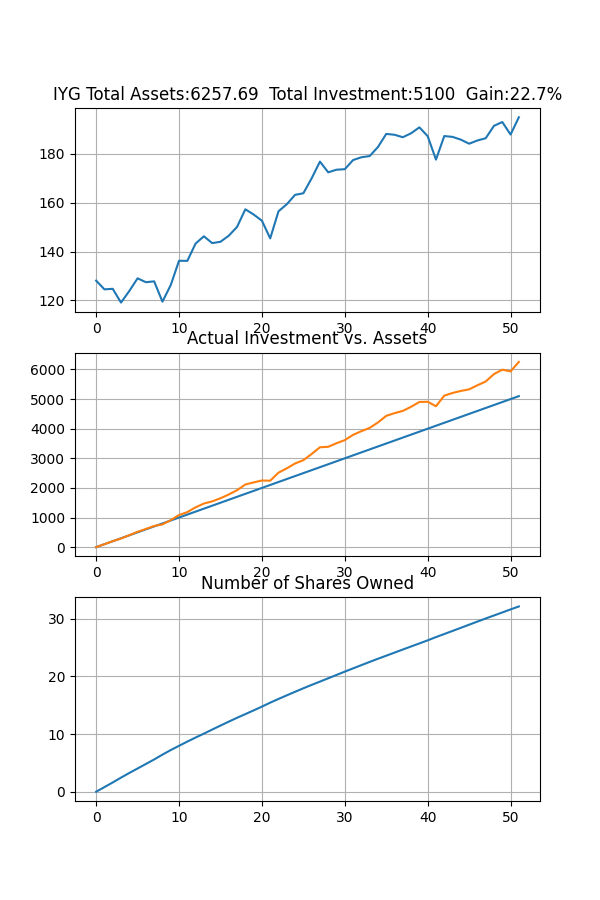 IYG Total Assets:6257.69  Total Investment:5100  Gain:22.7%
180
160
140
120
0 10 20 30 40 50
Actual Investment vs. Assets
6000
5000
4000
3000
2000
1000
0
0 10 20 30 40 50
Number of Shares Owned
30
20
10
0
0 10 20 30 40 50